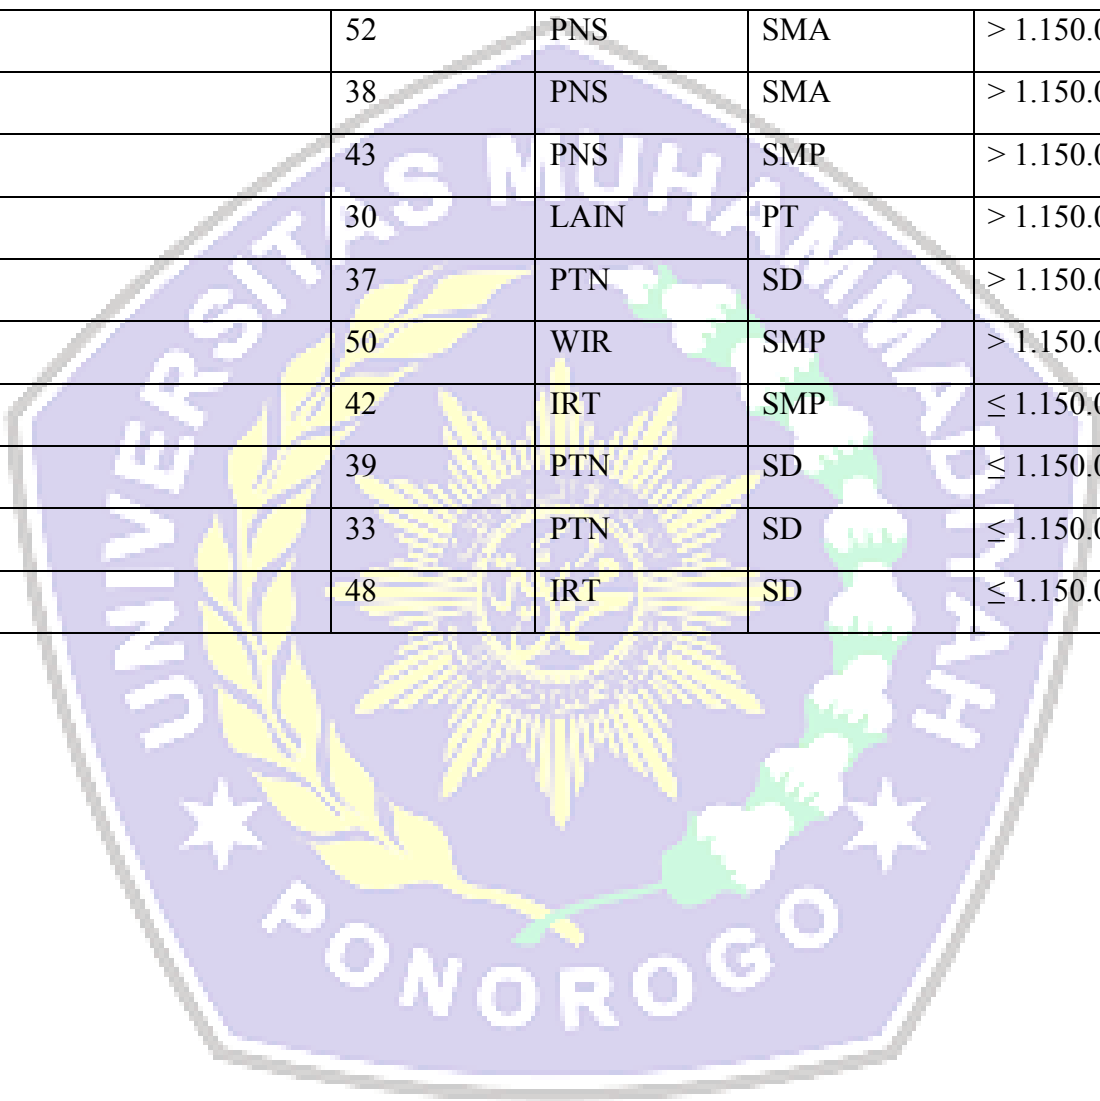 52 PNS SMA > 1.150.0
38 PNS SMA > 1.150.0
43 PNS SMP > 1.150.0
30 LAIN PT > 1.150.0
37 PTN SD > 1.150.0
50 WIR SMP > 1.150.0
42 IRT SMP ≤ 1.150.0
39 PTN SD ≤ 1.150.0
33 PTN SD ≤ 1.150.0
48 IRT SD ≤ 1.150.0
UNIVERSITAS MUHAMMADIYAH
PONOROGO